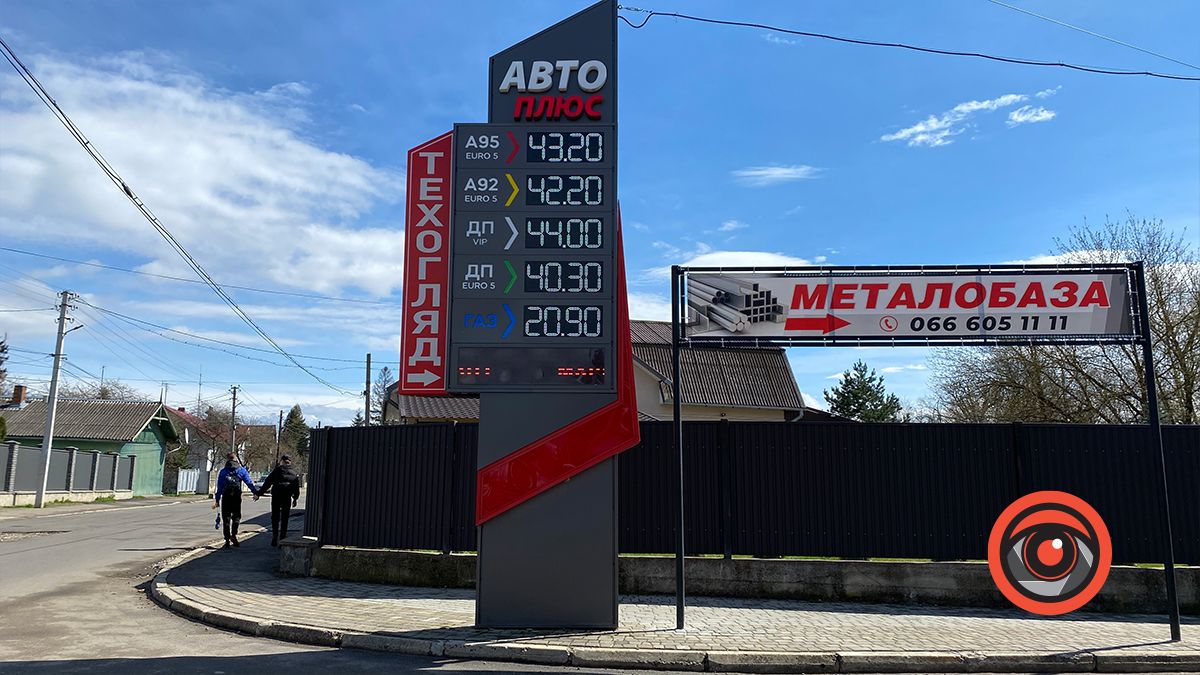 АВТО
ПЛЮС
ТЕХОГЛЯД
А95 EURO 5 43.20
А92 EURO 5 42.20
ДП VIP 44.00
ДП EURO 5 40.30
ГАЗ 20.90
МЕТАЛОБАЗА
066 605 11 11